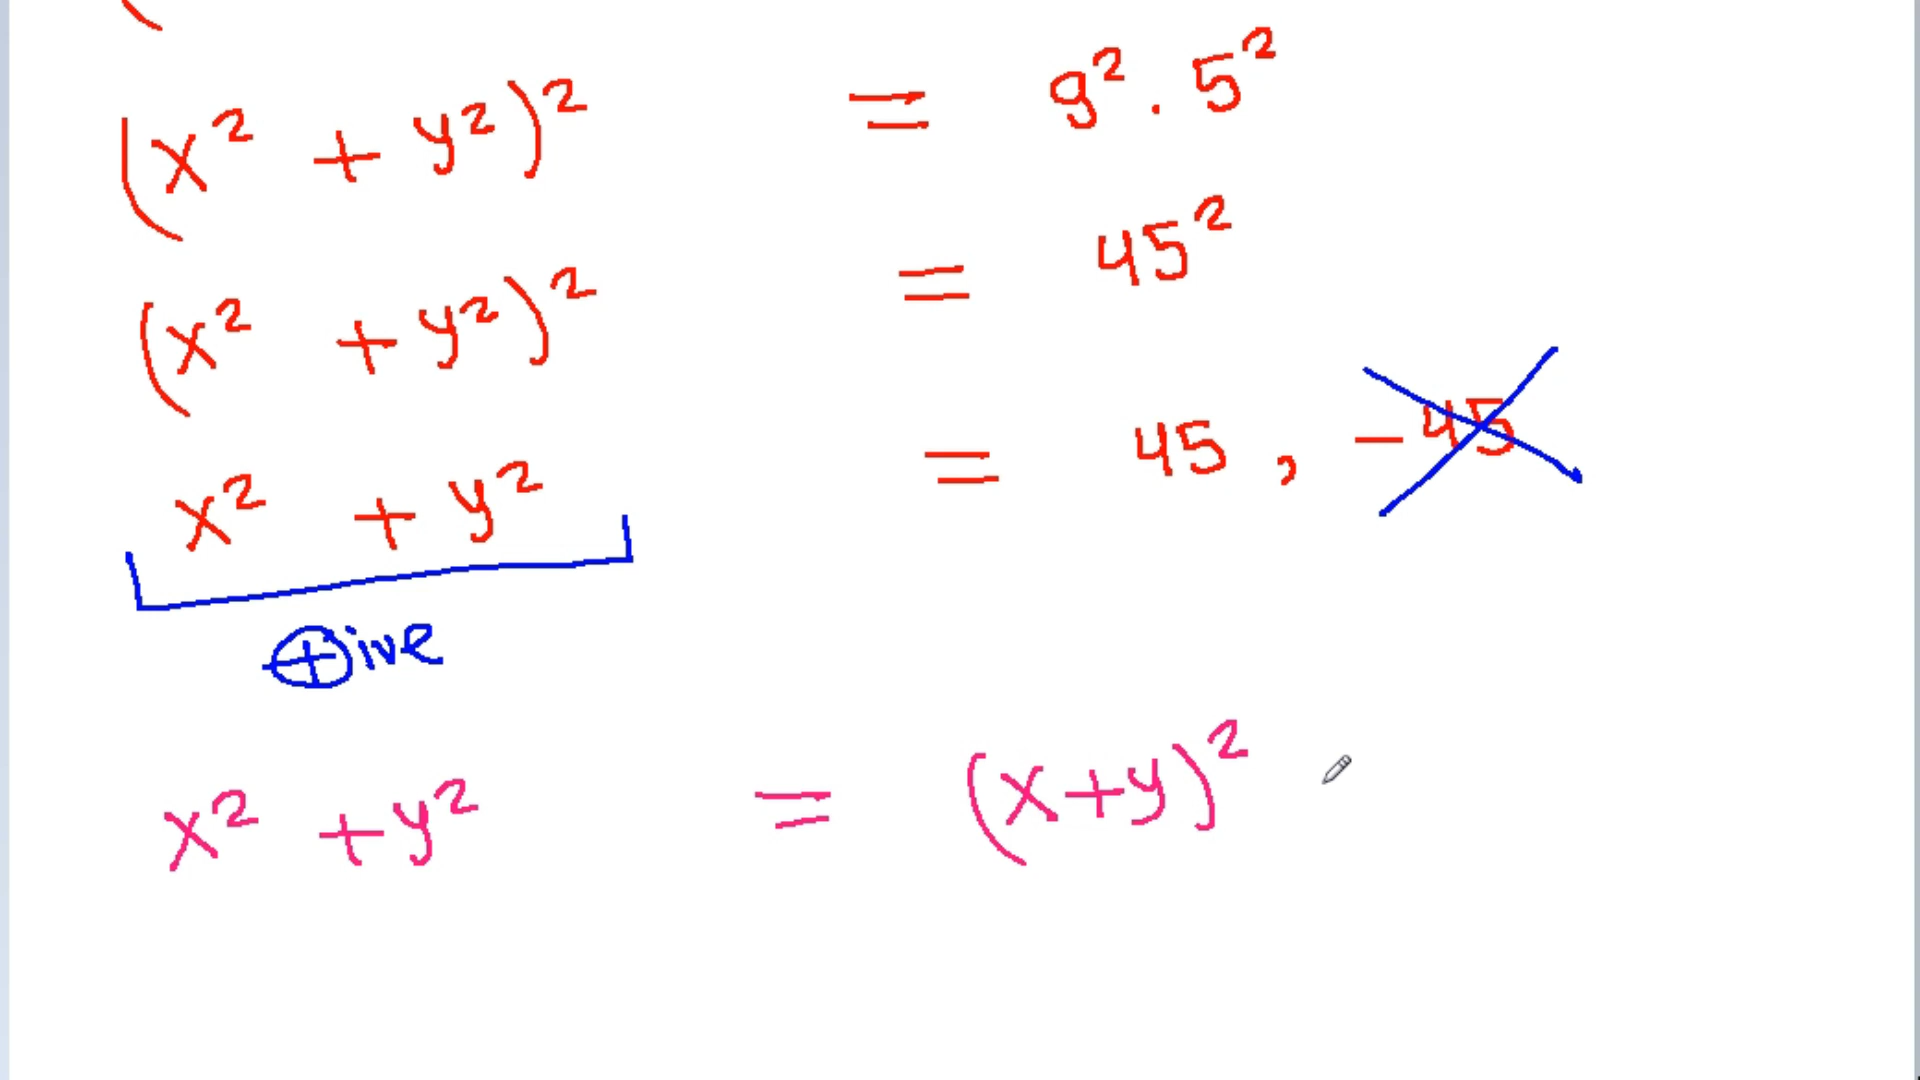 (x² + y²)² = 9² . 5²
(x² + y²)² = 45²
x² + y² = 45 , -45
⊕ive
x² + y² = (x+y)²